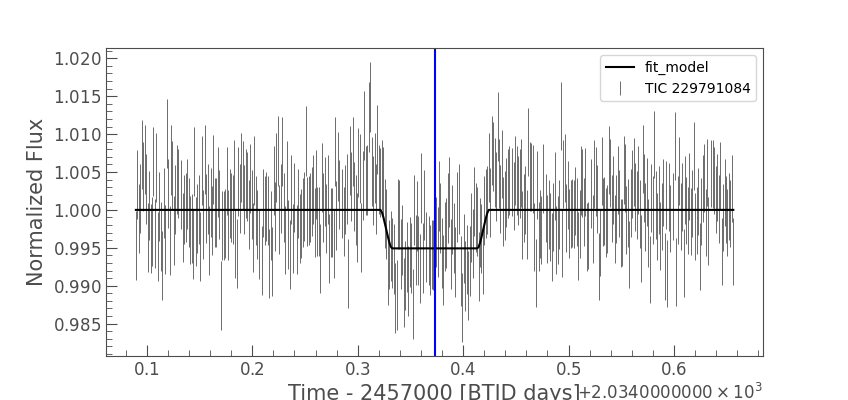 1.020
1.015
1.010
1.005
1.000
0.995
0.990
0.985
Normalized Flux
fit_model
TIC 229791084
0.1 0.2 0.3 0.4 0.5 0.6
Time - 2457000 [BTJD days]
+2.0340000000 × 10³